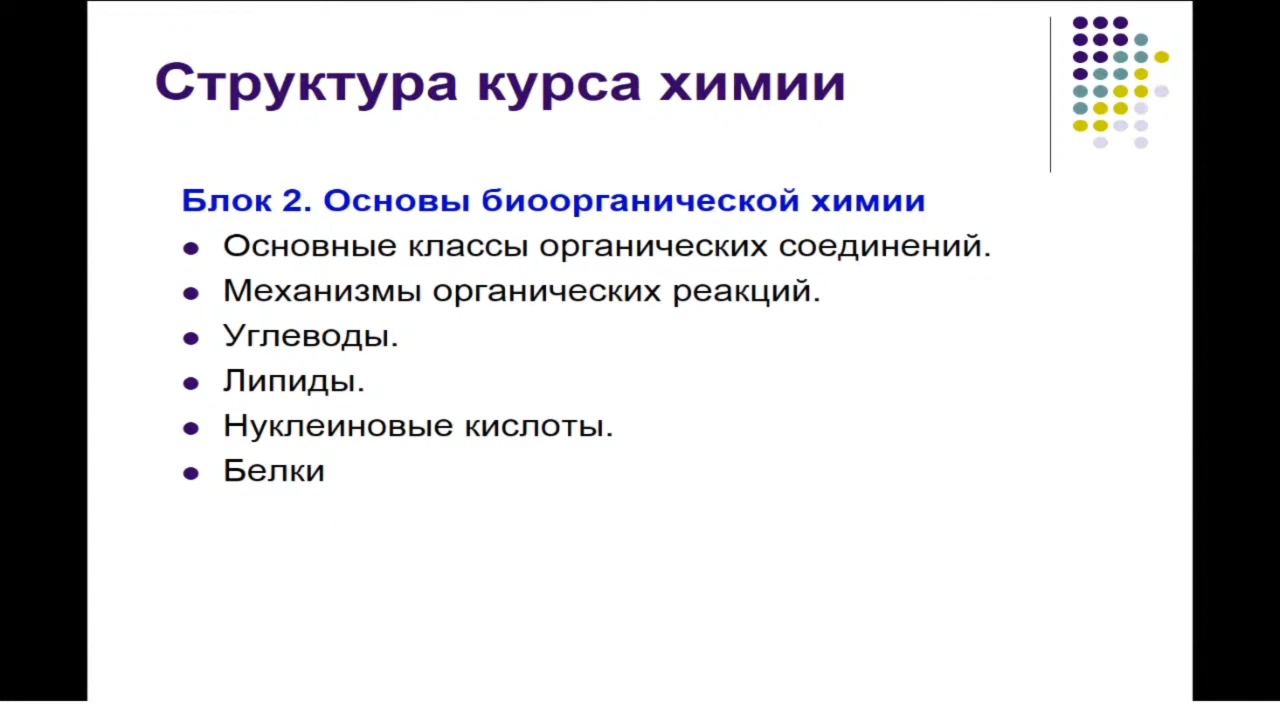 Структура курса химии
Блок 2. Основы биоорганической химии
Основные классы органических соединений.
Механизмы органических реакций.
Углеводы.
Липиды.
Нуклеиновые кислоты.
Белки